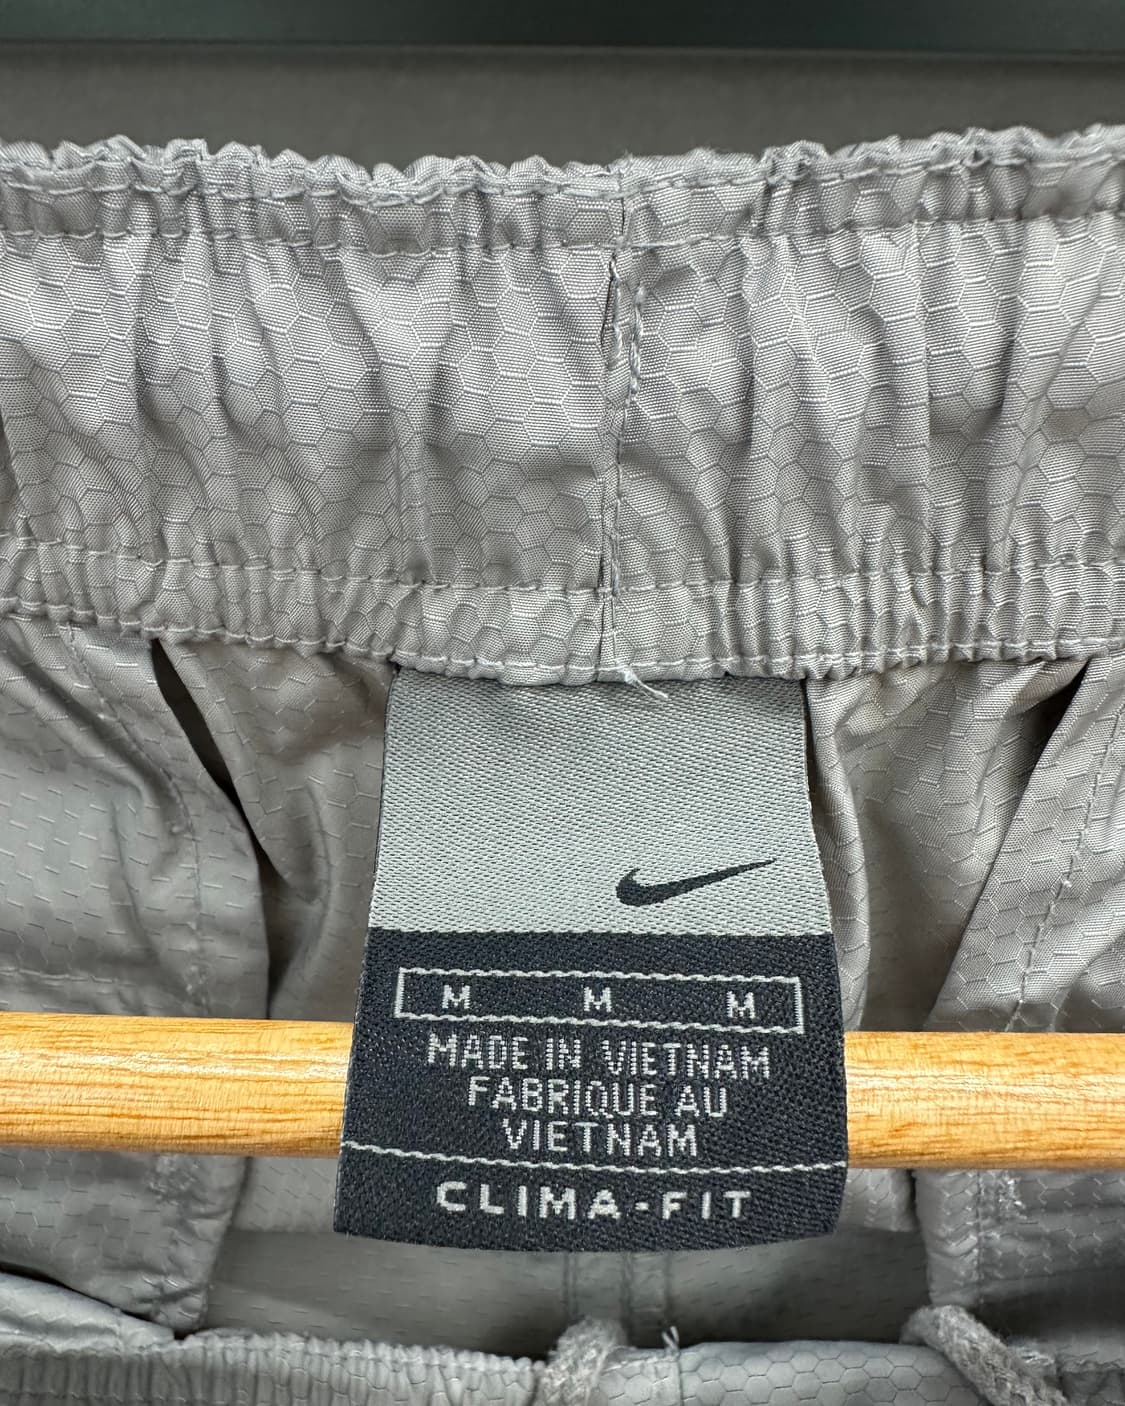 M M M
MADE IN VIETNAM
FABRIQUE AU
VIETNAM
CLIMA-FIT